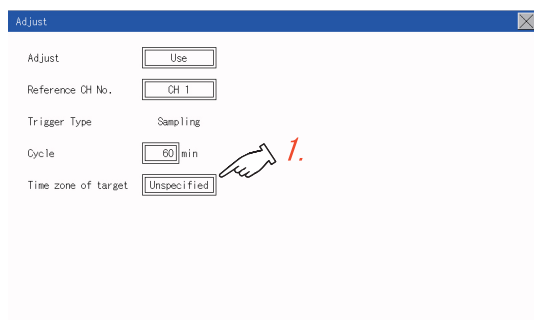 Adjust
Adjust Use
Reference CH No. CH 1
Trigger Type Sampling
Cycle 60 min
1.
Time zone of target Unspecified